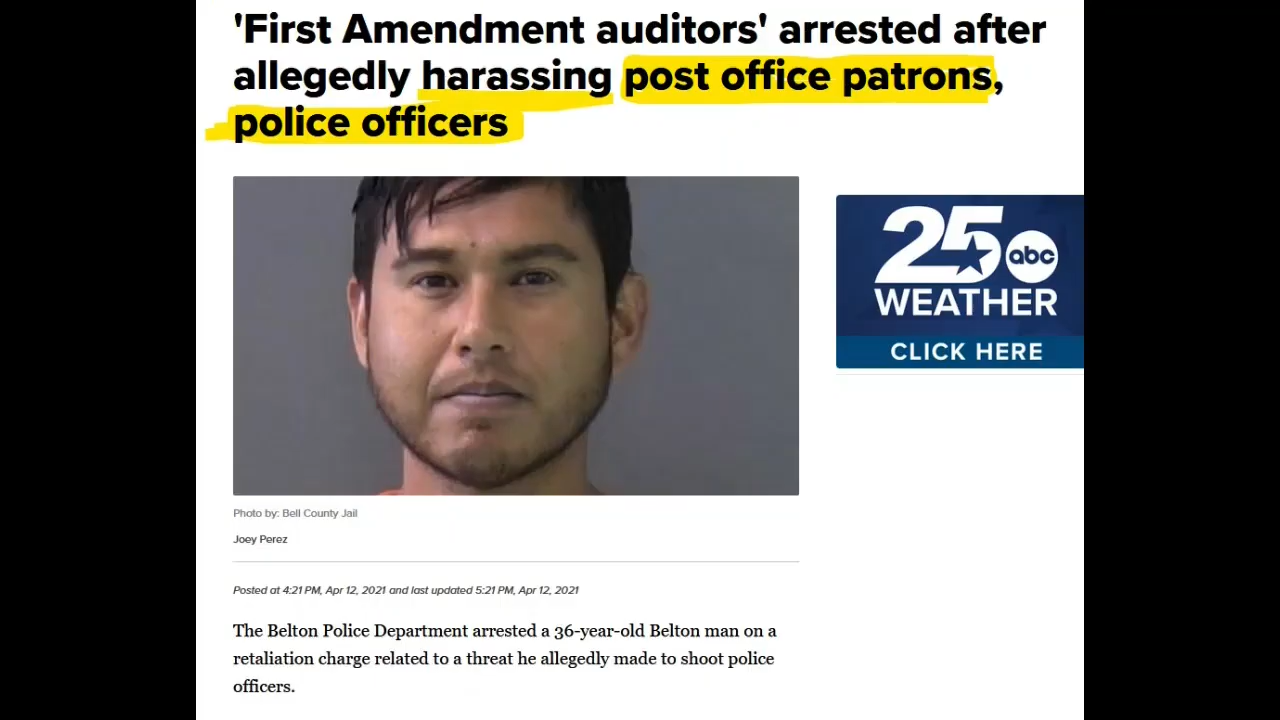 'First Amendment auditors' arrested after
allegedly harassing post office patrons,
police officers
25 abc
WEATHER
CLICK HERE
Photo by: Bell County Jail
Joey Perez
Posted at 4:21 PM, Apr 12, 2021 and last updated 5:21 PM, Apr 12, 2021
The Belton Police Department arrested a 36-year-old Belton man on a
retaliation charge related to a threat he allegedly made to shoot police
officers.